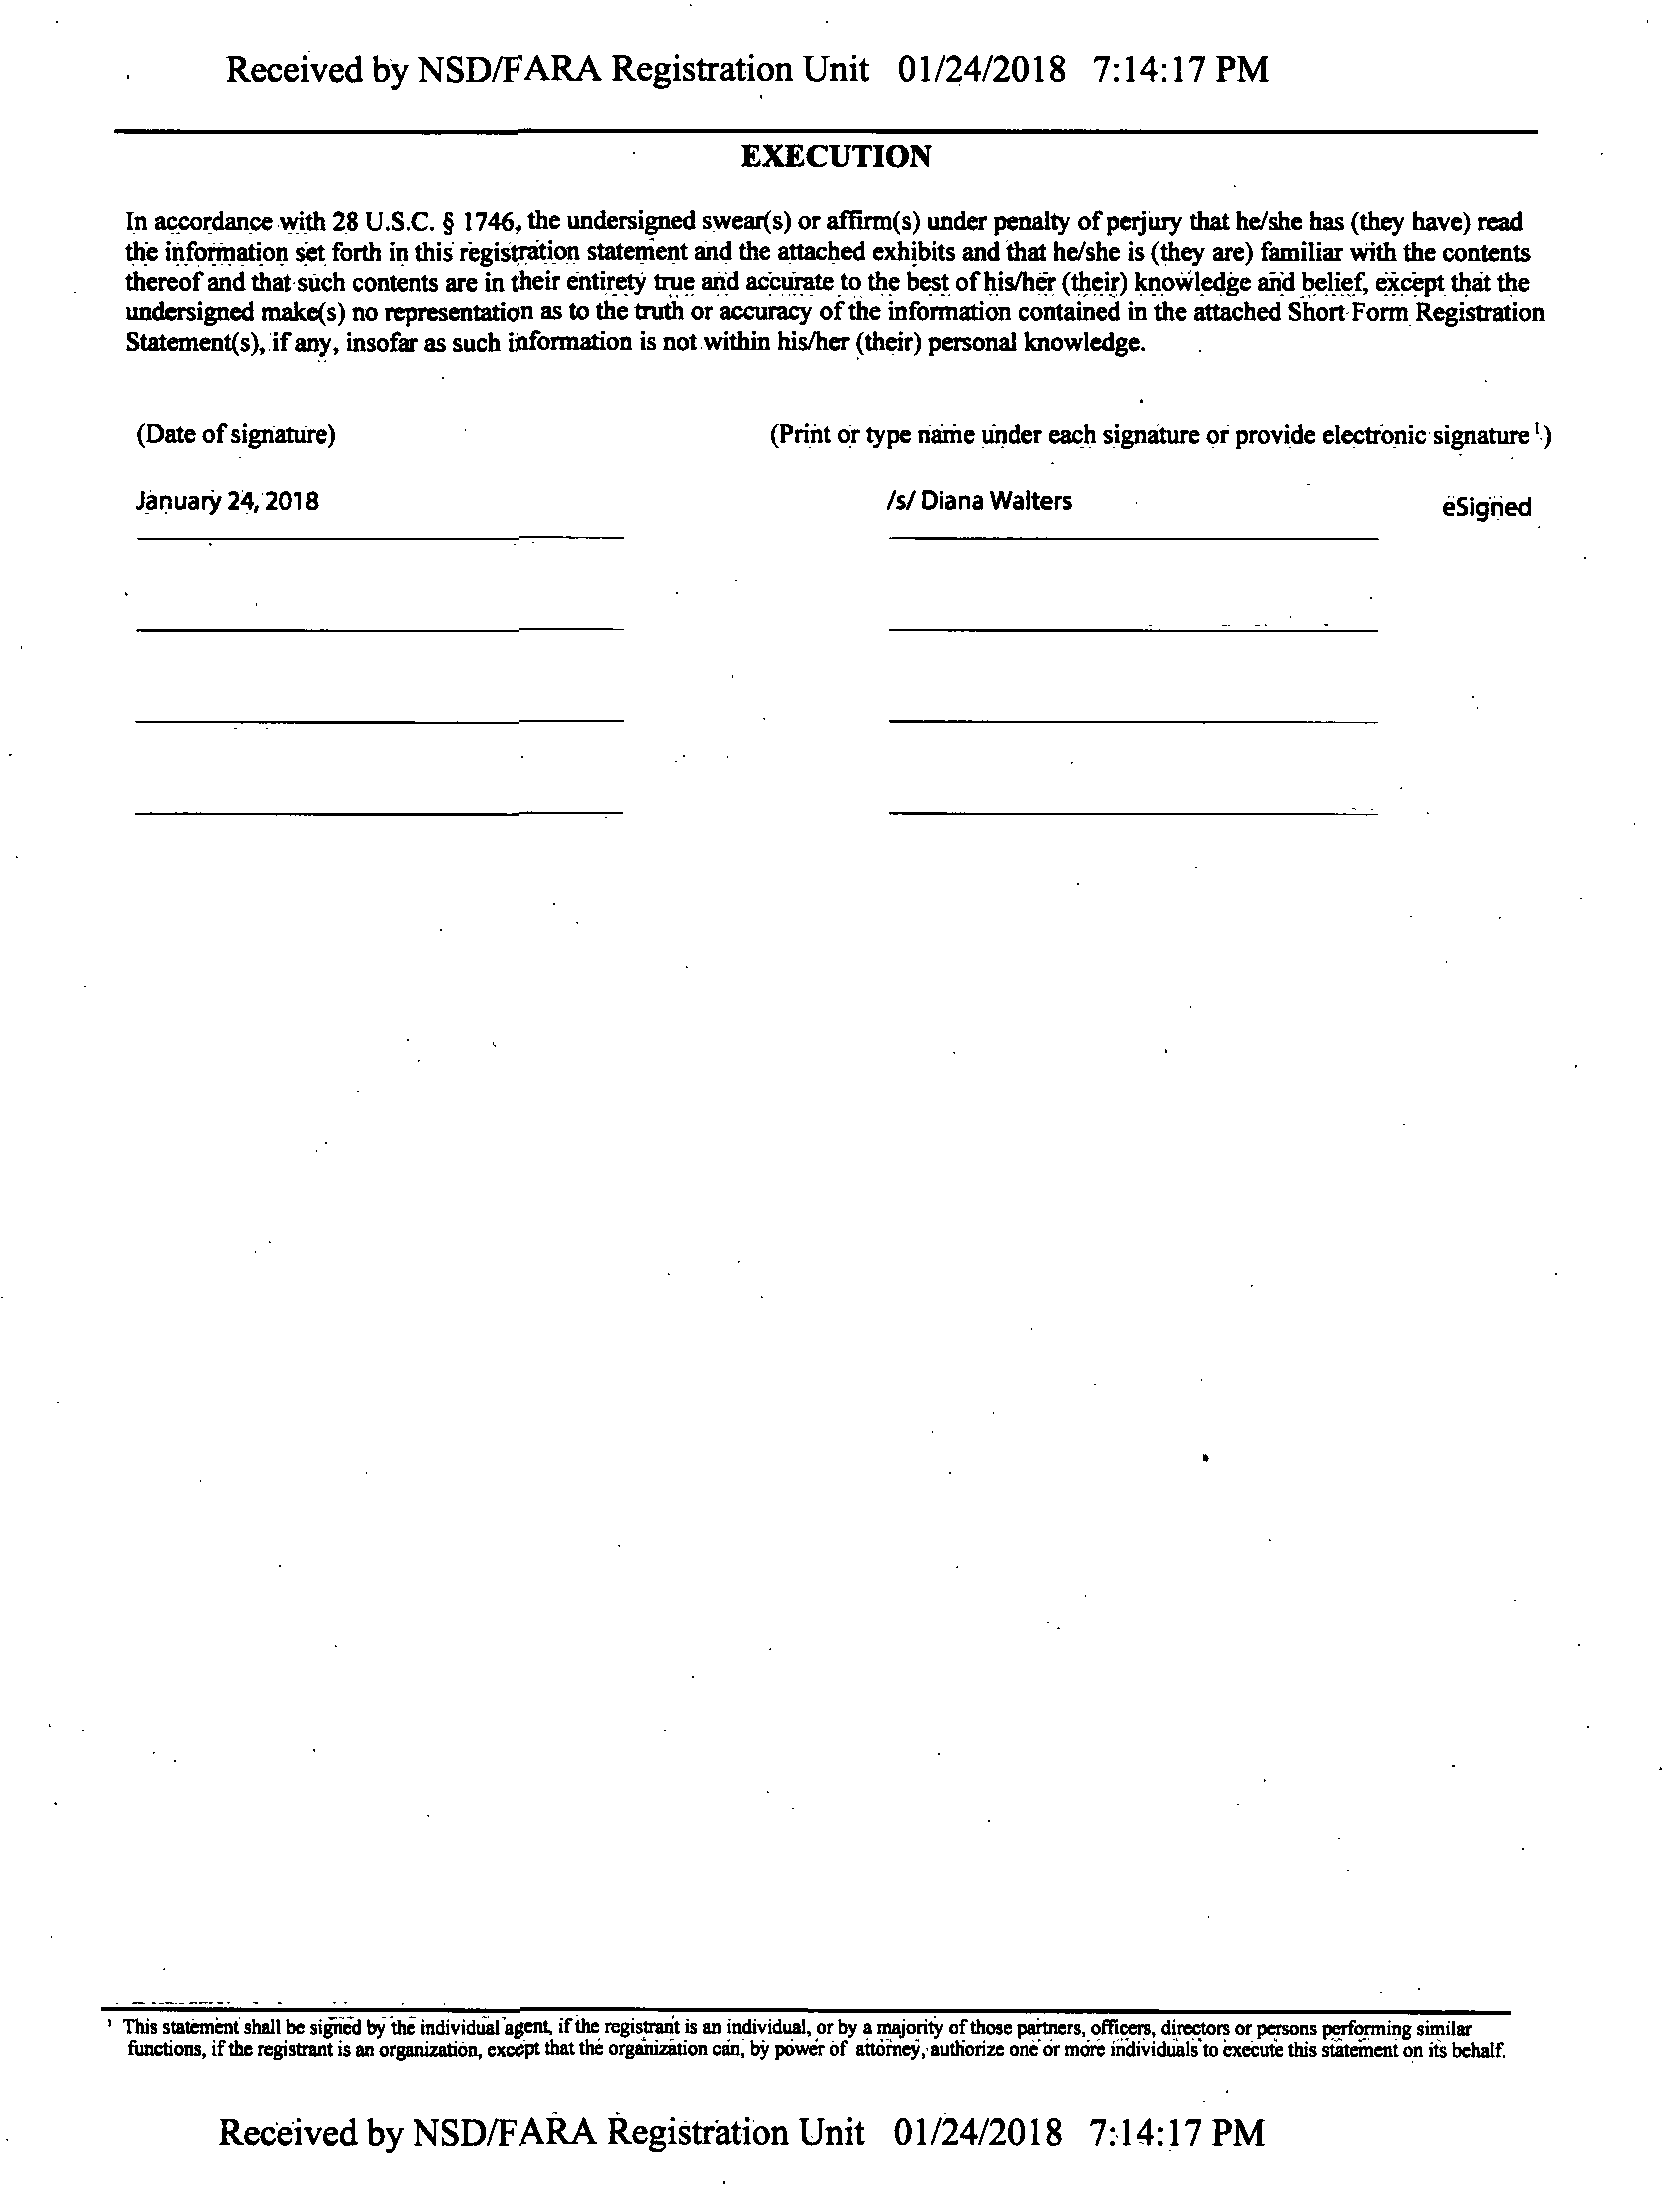 Received by NSD/FARA Registration Unit 01/24/2018 7:14:17 PM
EXECUTION
In accordance with 28 U.S.C. § 1746, the undersigned swear(s) or affirm(s) under penalty of perjury that he/she has (they have) read
the information set forth in this registration statement and the attached exhibits and that he/she is (they are) familiar with the contents
thereof and that such contents are in their entirety true and accurate to the best of his/her (their) knowledge and belief, except that the
undersigned make(s) no representation as to the truth or accuracy of the information contained in the attached Short Form Registration
Statement(s), if any, insofar as such information is not within his/her (their) personal knowledge.
(Date of signature) (Print or type name under each signature or provide electronic signature ¹)
January 24, 2018 /s/ Diana Walters eSigned
¹ This statement shall be signed by the individual agent, if the registrant is an individual, or by a majority of those partners, officers, directors or persons performing similar
functions, if the registrant is an organization, except that the organization can, by power of attorney, authorize one or more individuals to execute this statement on its behalf.
Received by NSD/FARA Registration Unit 01/24/2018 7:14:17 PM